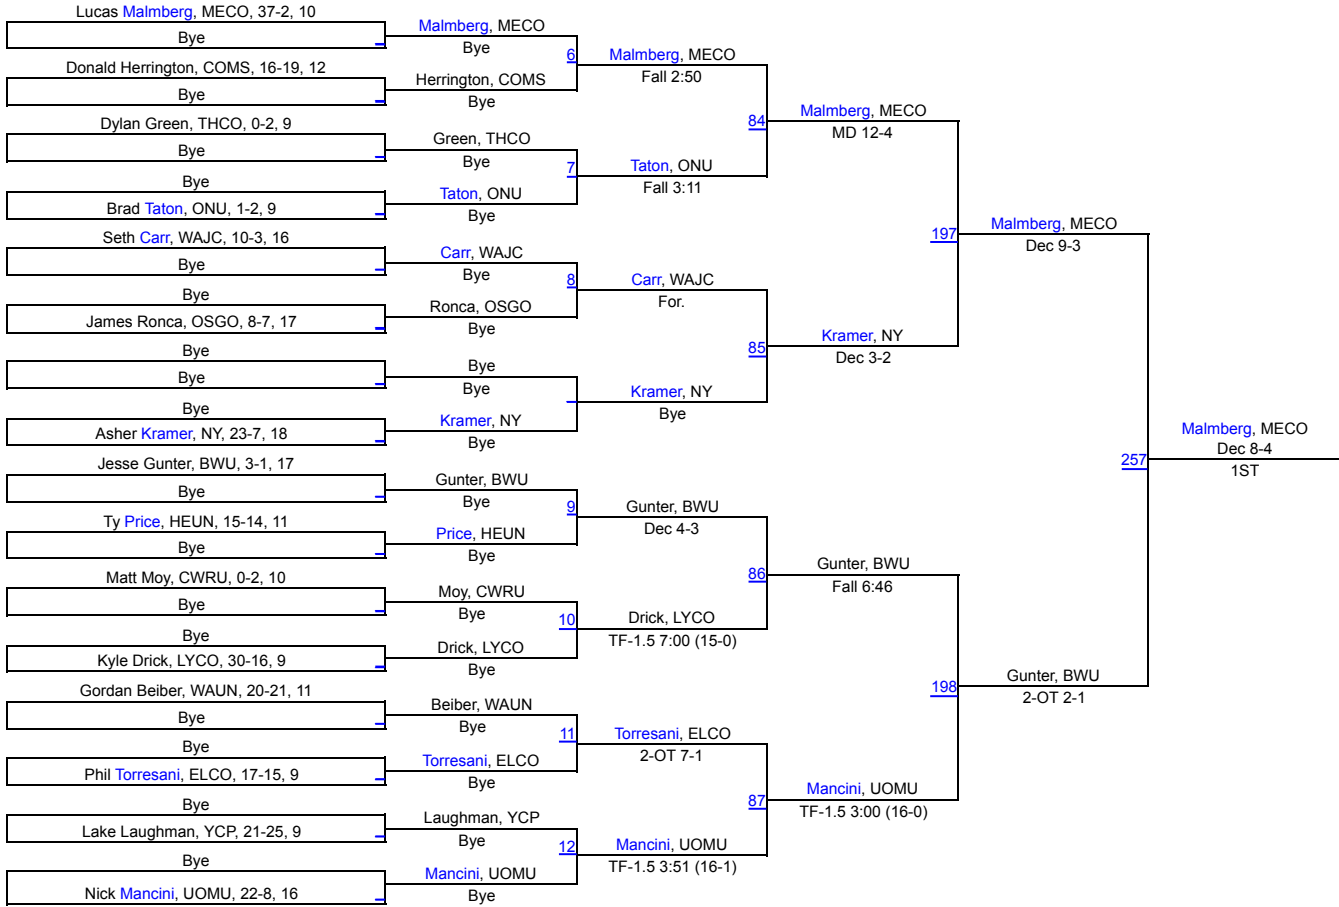 Lucas Malmberg, MECO, 37-2, 10
Bye
Donald Herrington, COMS, 16-19, 12
Bye
Dylan Green, THCO, 0-2, 9
Bye
Bye
Brad Taton, ONU, 1-2, 9
Seth Carr, WAJC, 10-3, 16
Bye
Bye
James Ronca, OSGO, 8-7, 17
Bye
Bye
Bye
Asher Kramer, NY, 23-7, 18
Jesse Gunter, BWU, 3-1, 17
Bye
Ty Price, HEUN, 15-14, 11
Bye
Matt Moy, CWRU, 0-2, 10
Bye
Bye
Kyle Drick, LYCO, 30-16, 9
Gordan Beiber, WAUN, 20-21, 11
Bye
Bye
Phil Torresani, ELCO, 17-15, 9
Bye
Lake Laughman, YCP, 21-25, 9
Bye
Nick Mancini, UOMU, 22-8, 16
Malmberg, MECO
Bye
6
Herrington, COMS
Bye
Green, THCO
Bye
7
Taton, ONU
Bye
Carr, WAJC
Bye
8
Ronca, OSGO
Bye
Bye
Bye
Kramer, NY
Bye
Gunter, BWU
Bye
9
Price, HEUN
Bye
Moy, CWRU
Bye
10
Drick, LYCO
Bye
Beiber, WAUN
Bye
11
Torresani, ELCO
Bye
Laughman, YCP
Bye
12
Mancini, UOMU
Bye
Malmberg, MECO
Fall 2:50
84
Taton, ONU
Fall 3:11
Carr, WAJC
For.
85
Kramer, NY
Bye
Gunter, BWU
Dec 4-3
86
Drick, LYCO
TF-1.5 7:00 (15-0)
Torresani, ELCO
2-OT 7-1
87
Mancini, UOMU
TF-1.5 3:51 (16-1)
Malmberg, MECO
MD 12-4
197
Kramer, NY
Dec 3-2
Gunter, BWU
Fall 6:46
198
Mancini, UOMU
TF-1.5 3:00 (16-0)
Malmberg, MECO
Dec 9-3
257
Gunter, BWU
2-OT 2-1
Malmberg, MECO
Dec 8-4
1ST